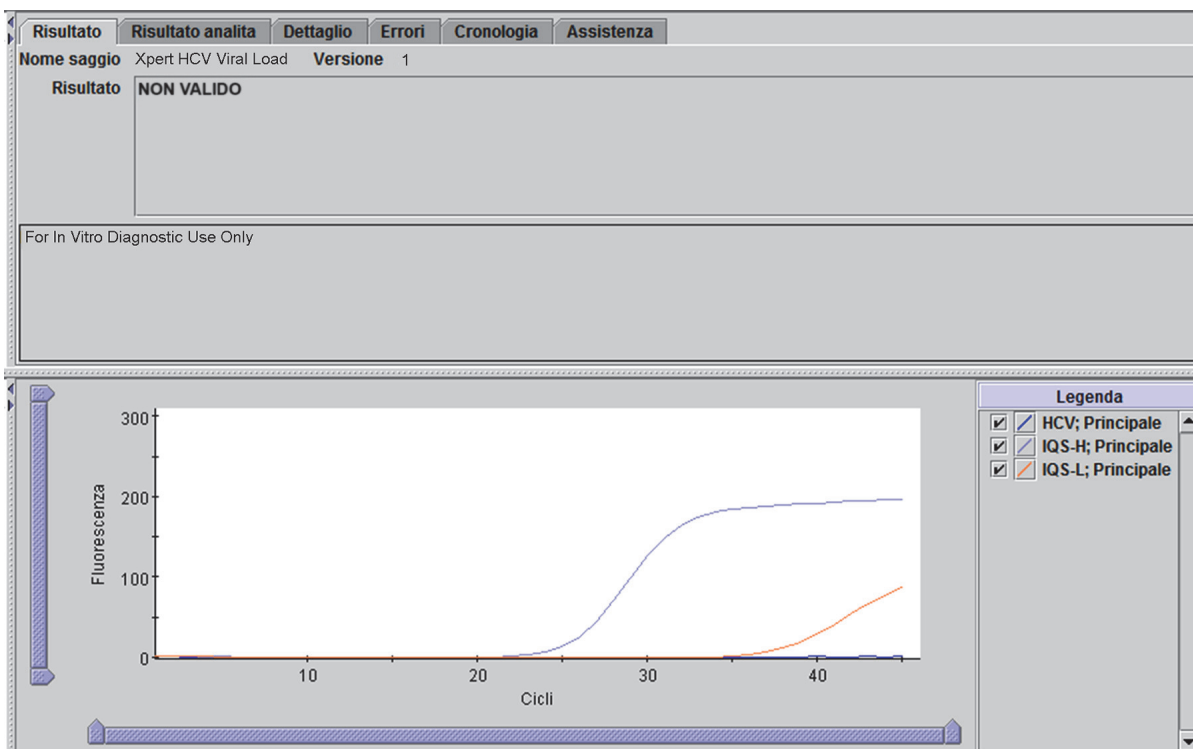 Risultato Risultato analita Dettaglio Errori Cronologia Assistenza
Nome saggio Xpert HCV Viral Load Versione 1
Risultato NON VALIDO
For In Vitro Diagnostic Use Only
Legenda
HCV; Principale
IQS-H; Principale
IQS-L; Principale
Fluorescenza
300
200
100
0
10 20 30 40
Cicli